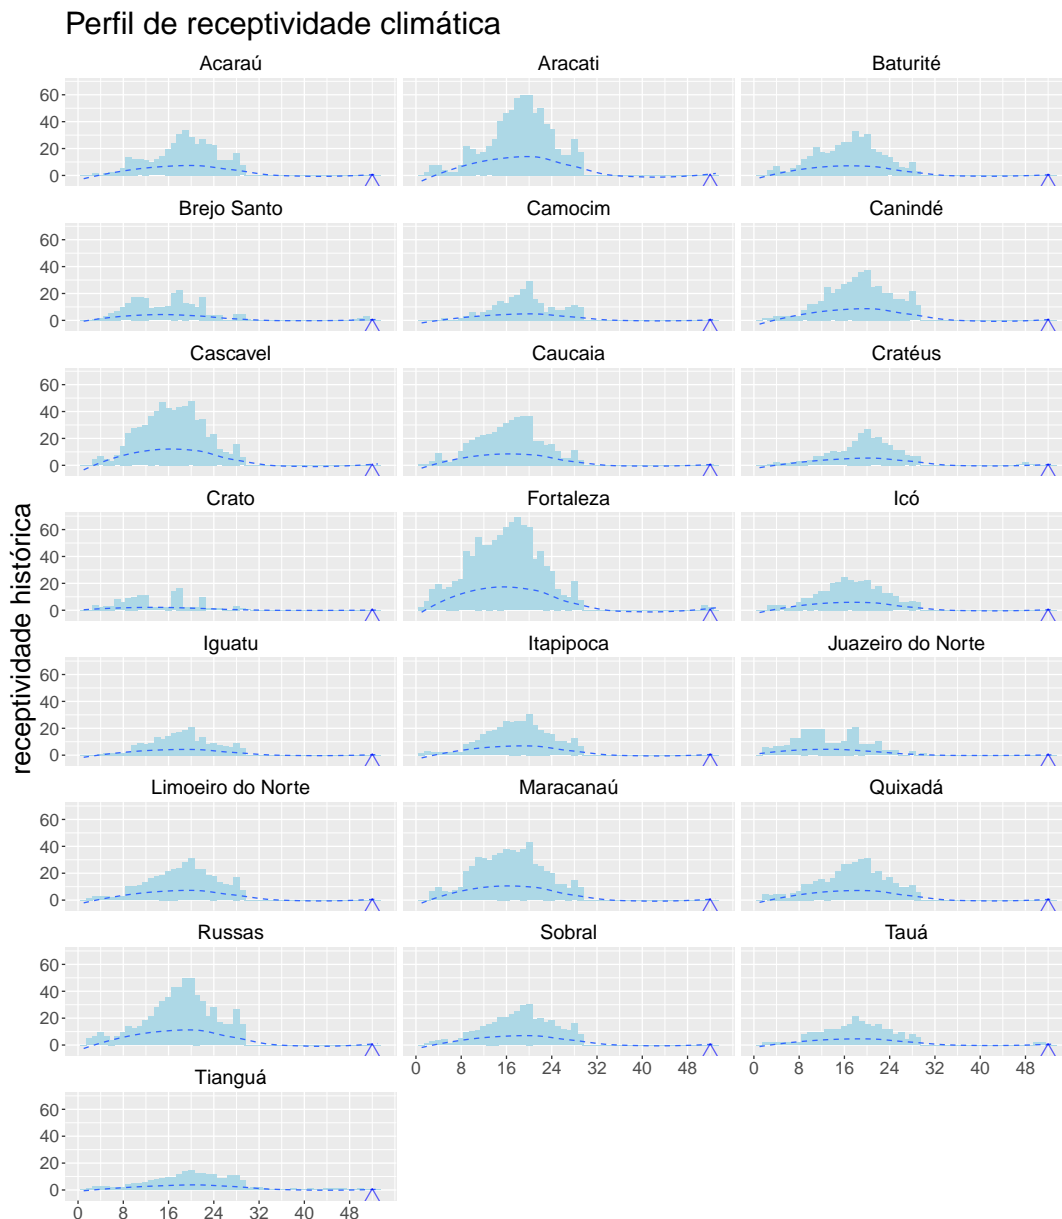 Perfil de receptividade climática
Acaraú Aracati Baturité
60
40
20
0
Brejo Santo Camocim Canindé
60
40
20
0
Cascavel Caucaia Cratéus
60
40
20
0
Crato Fortaleza Icó
60
40
20
0
receptividade histórica
Iguatu Itapipoca Juazeiro do Norte
60
40
20
0
Limoeiro do Norte Maracanaú Quixadá
60
40
20
0
Russas Sobral Tauá
60
40
20
0
0 8 16 24 32 40 48 0 8 16 24 32 40 48
Tianguá
60
40
20
0
0 8 16 24 32 40 48